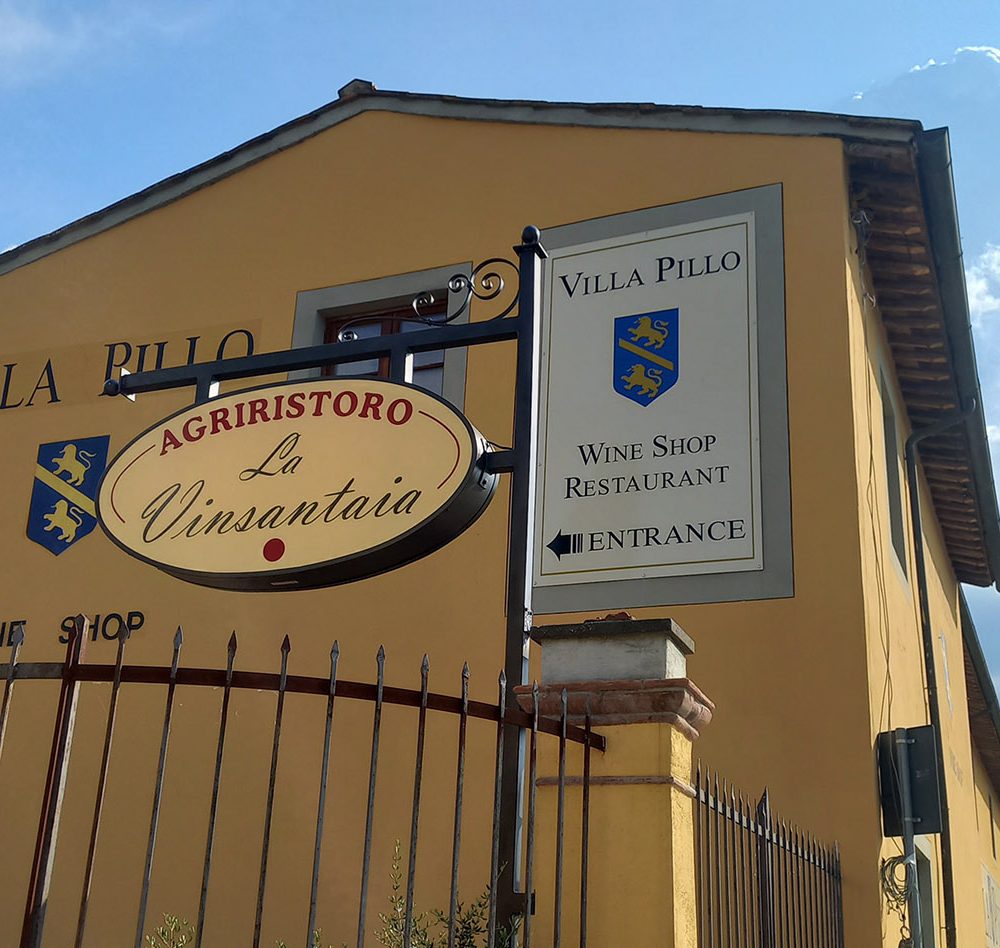 VILLA PILLO
WINE SHOP
RESTAURANT
ENTRANCE
LA PILLO
AGRIRISTORO
La
Vinsantaia
SHOP